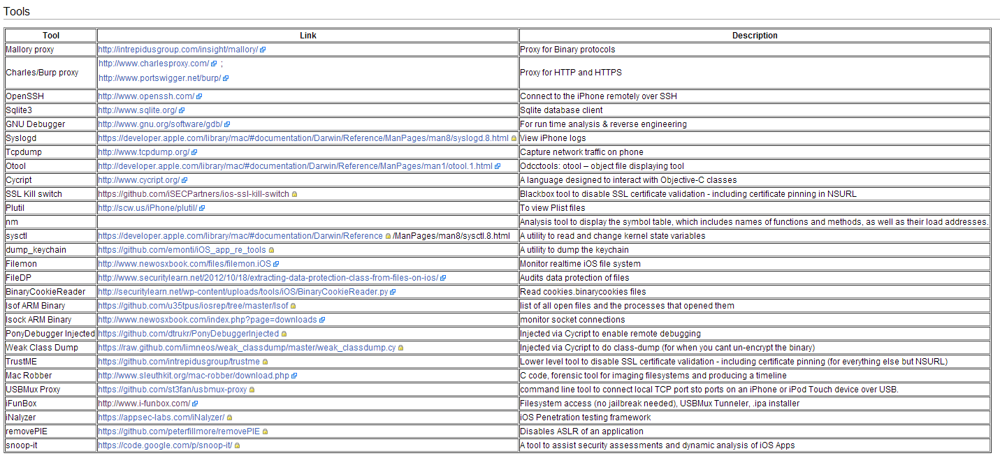 Tools
Tool Link Description
Mallory proxy http://intrepidusgroup.com/insight/mallory/ Proxy for Binary protocols
Charles/Burp proxy http://www.charlesproxy.com/ ; Proxy for HTTP and HTTPS
http://www.portswigger.net/burp/
OpenSSH http://www.openssh.com/ Connect to the iPhone remotely over SSH
Sqlite3 http://www.sqlite.org/ Sqlite database client
GNU Debugger http://www.gnu.org/software/gdb/ For run time analysis & reverse engineering
Syslogd https://developer.apple.com/library/mac/#documentation/Darwin/Reference/ManPages/man8/syslogd.8.html View iPhone logs
Tcpdump http://www.tcpdump.org/ Capture network traffic on phone
Otool http://developer.apple.com/library/mac/#documentation/Darwin/Reference/ManPages/man1/otool.1.html Odcctools: otool – object file displaying tool
Cycript http://www.cycript.org/ A language designed to interact with Objective-C classes
SSL Kill switch https://github.com/iSECPartners/ios-ssl-kill-switch Blackbox tool to disable SSL certificate validation - including certificate pinning in NSURL
Plutil http://scw.us/iPhone/plutil/ To view Plist files
nm Analysis tool to display the symbol table, which includes names of functions and methods, as well as their load addresses.
sysctl https://developer.apple.com/library/mac/#documentation/Darwin/Reference /ManPages/man8/sysctl.8.html A utility to read and change kernel state variables
dump_keychain https://github.com/emonti/iOS_app_re_tools A utility to dump the keychain
Filemon http://www.newosxbook.com/files/filemon.iOS Monitor realtime iOS file system
FileDP http://www.securitylearn.net/2012/10/18/extracting-data-protection-class-from-files-on-ios/ Audits data protection of files
BinaryCookieReader http://securitylearn.net/wp-content/uploads/tools/iOS/BinaryCookieReader.py Read cookies.binarycookies files
lsof ARM Binary https://github.com/u35tpus/iosrep/tree/master/lsof list of all open files and the processes that opened them
lsock ARM Binary http://www.newosxbook.com/index.php?page=downloads monitor socket connections
PonyDebugger Injected https://github.com/dtrukr/PonyDebuggerInjected Injected via Cycript to enable remote debugging
Weak Class Dump https://raw.github.com/limneos/weak_classdump/master/weak_classdump.cy Injected via Cycript to do class-dump (for when you cant un-encrypt the binary)
TrustME https://github.com/intrepidusgroup/trustme Lower level tool to disable SSL certificate validation - including certificate pinning (for everything else but NSURL)
Mac Robber http://www.sleuthkit.org/mac-robber/download.php C code, forensic tool for imaging filesystems and producing a timeline
USBMux Proxy https://github.com/st3fan/usbmux-proxy command line tool to connect local TCP port sto ports on an iPhone or iPod Touch device over USB.
iFunBox http://www.i-funbox.com/ Filesystem access (no jailbreak needed), USBMux Tunneler, .ipa installer
iNalyzer https://appsec-labs.com/iNalyzer/ iOS Penetration testing framework
removePIE https://github.com/peterfillmore/removePIE Disables ASLR of an application
snoop-it https://code.google.com/p/snoop-it/ A tool to assist security assessments and dynamic analysis of iOS Apps